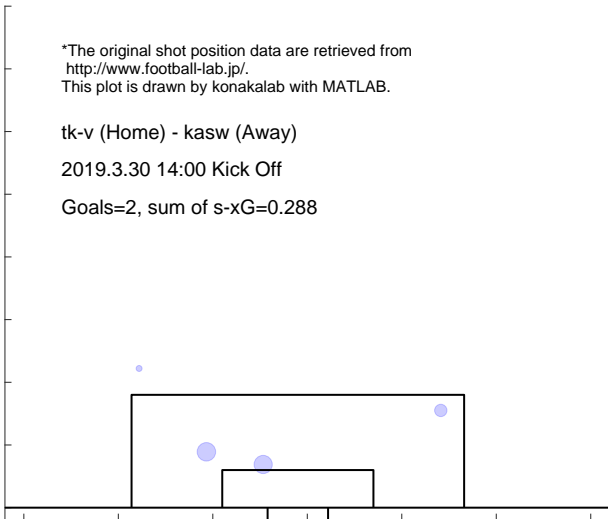 *The original shot position data are retrieved from
http://www.football-lab.jp/.
This plot is drawn by konakalab with MATLAB.
tk-v (Home) - kasw (Away)
2019.3.30 14:00 Kick Off
Goals=2, sum of s-xG=0.288